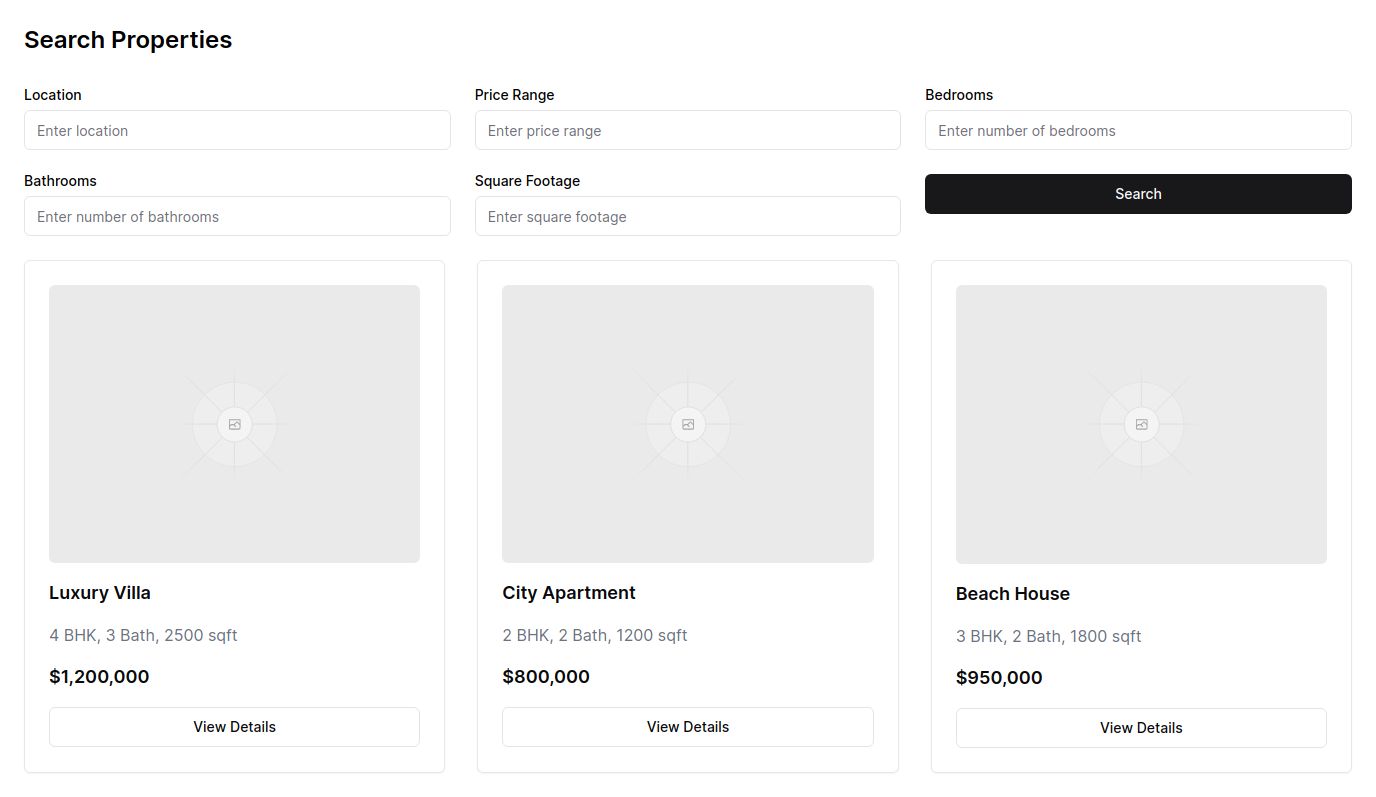 Search Properties
Location
Price Range
Bedrooms
Enter location
Enter price range
Enter number of bedrooms
Bathrooms
Square Footage
Search
Enter number of bathrooms
Enter square footage
Luxury Villa
4 BHK, 3 Bath, 2500 sqft
$1,200,000
View Details
City Apartment
2 BHK, 2 Bath, 1200 sqft
$800,000
View Details
Beach House
3 BHK, 2 Bath, 1800 sqft
$950,000
View Details